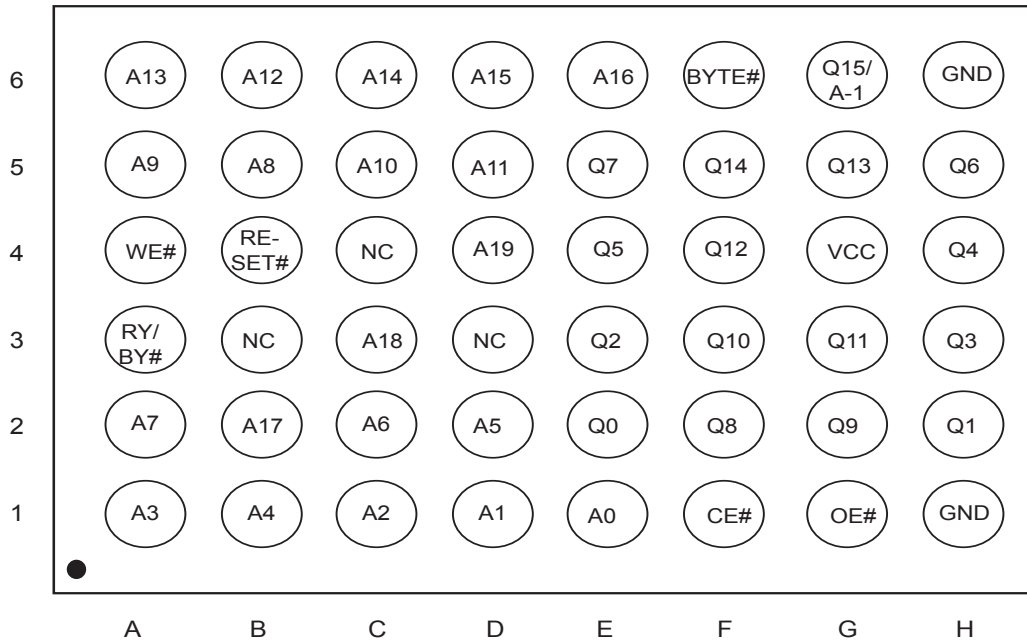 6 A13 A12 A14 A15 A16 BYTE# Q15/ GND
A-1
5 A9 A8 A10 A11 Q7 Q14 Q13 Q6
4 WE# RE- NC A19 Q5 Q12 VCC Q4
SET#
3 RY/ NC A18 NC Q2 Q10 Q11 Q3
BY#
2 A7 A17 A6 A5 Q0 Q8 Q9 Q1
1 A3 A4 A2 A1 A0 CE# OE# GND
A B C D E F G H